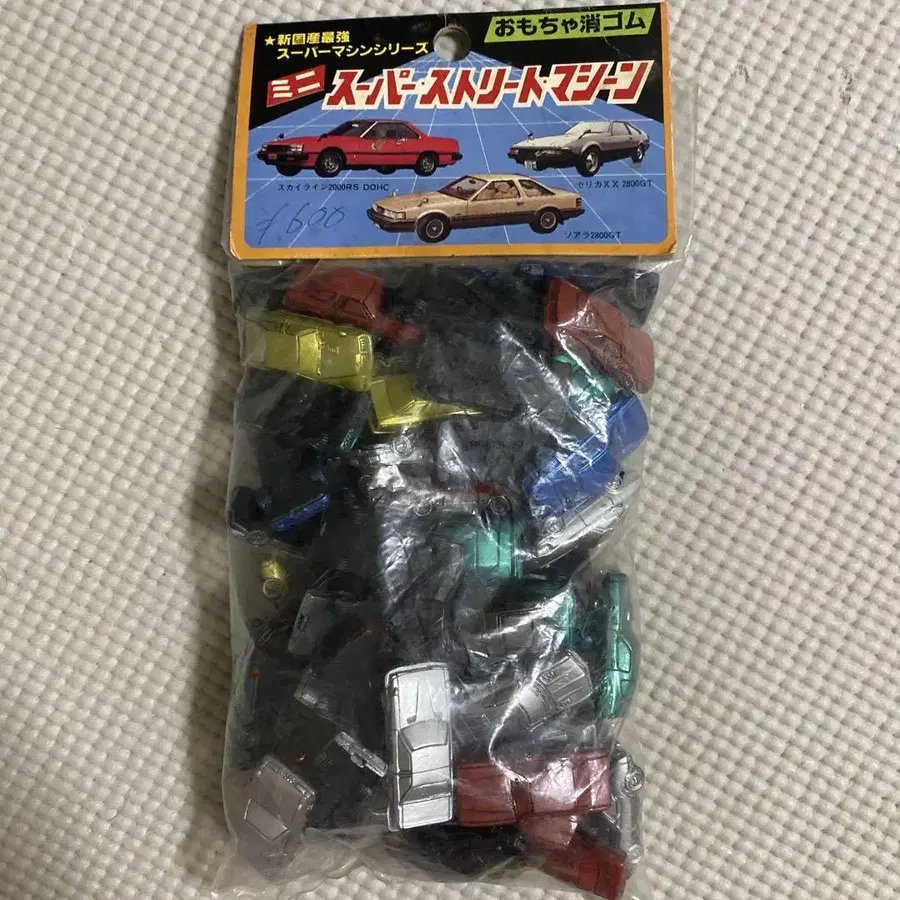 ★新国産最強
スーパーマシンシリーズ
おもちゃ消ゴム
ミニ
スーパー・ストリート・マシーン
スカイライン2000RS DOHC
セリカXX 2800GT
ソアラ2800GT
¥600